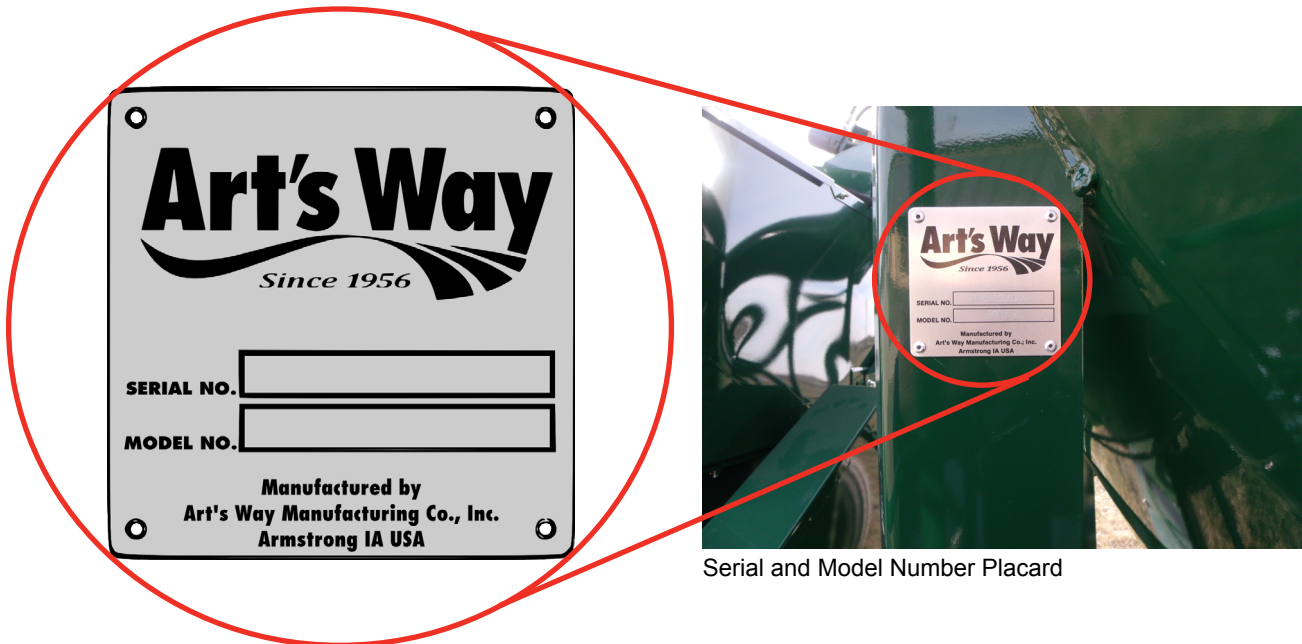 Art's Way
Since 1956
SERIAL NO.
MODEL NO.
Manufactured by
Art's Way Manufacturing Co., Inc.
Armstrong IA USA
Art's Way
Since 1956
SERIAL NO.
MODEL NO.
Manufactured by
Art's Way Manufacturing Co., Inc.
Armstrong IA USA
Serial and Model Number Placard